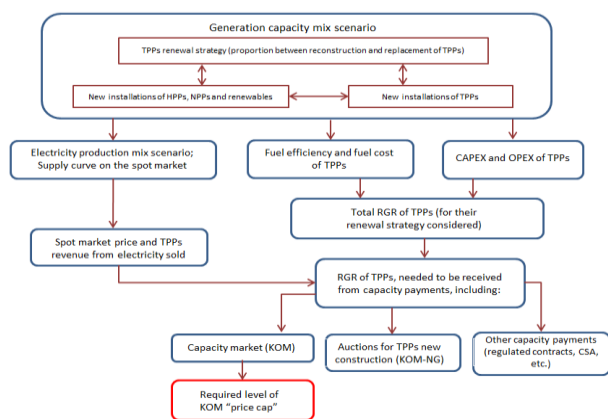 Generation capacity mix scenario
TPPs renewal strategy (proportion between reconstruction and replacement of TPPs)
New installations of HPPs, NPPs and renewables
New installations of TPPs
Electricity production mix scenario;
Supply curve on the spot market
Fuel efficiency and fuel cost
of TPPs
CAPEX and OPEX of TPPs
Total RGR of TPPs (for their
renewal strategy considered)
Spot market price and TPPs
revenue from electricity sold
RGR of TPPs, needed to be received
from capacity payments, including:
Capacity market (KOM)
Auctions for TPPs new
construction (KOM-NG)
Other capacity payments
(regulated contracts, CSA,
etc.)
Required level of
KOM "price cap"